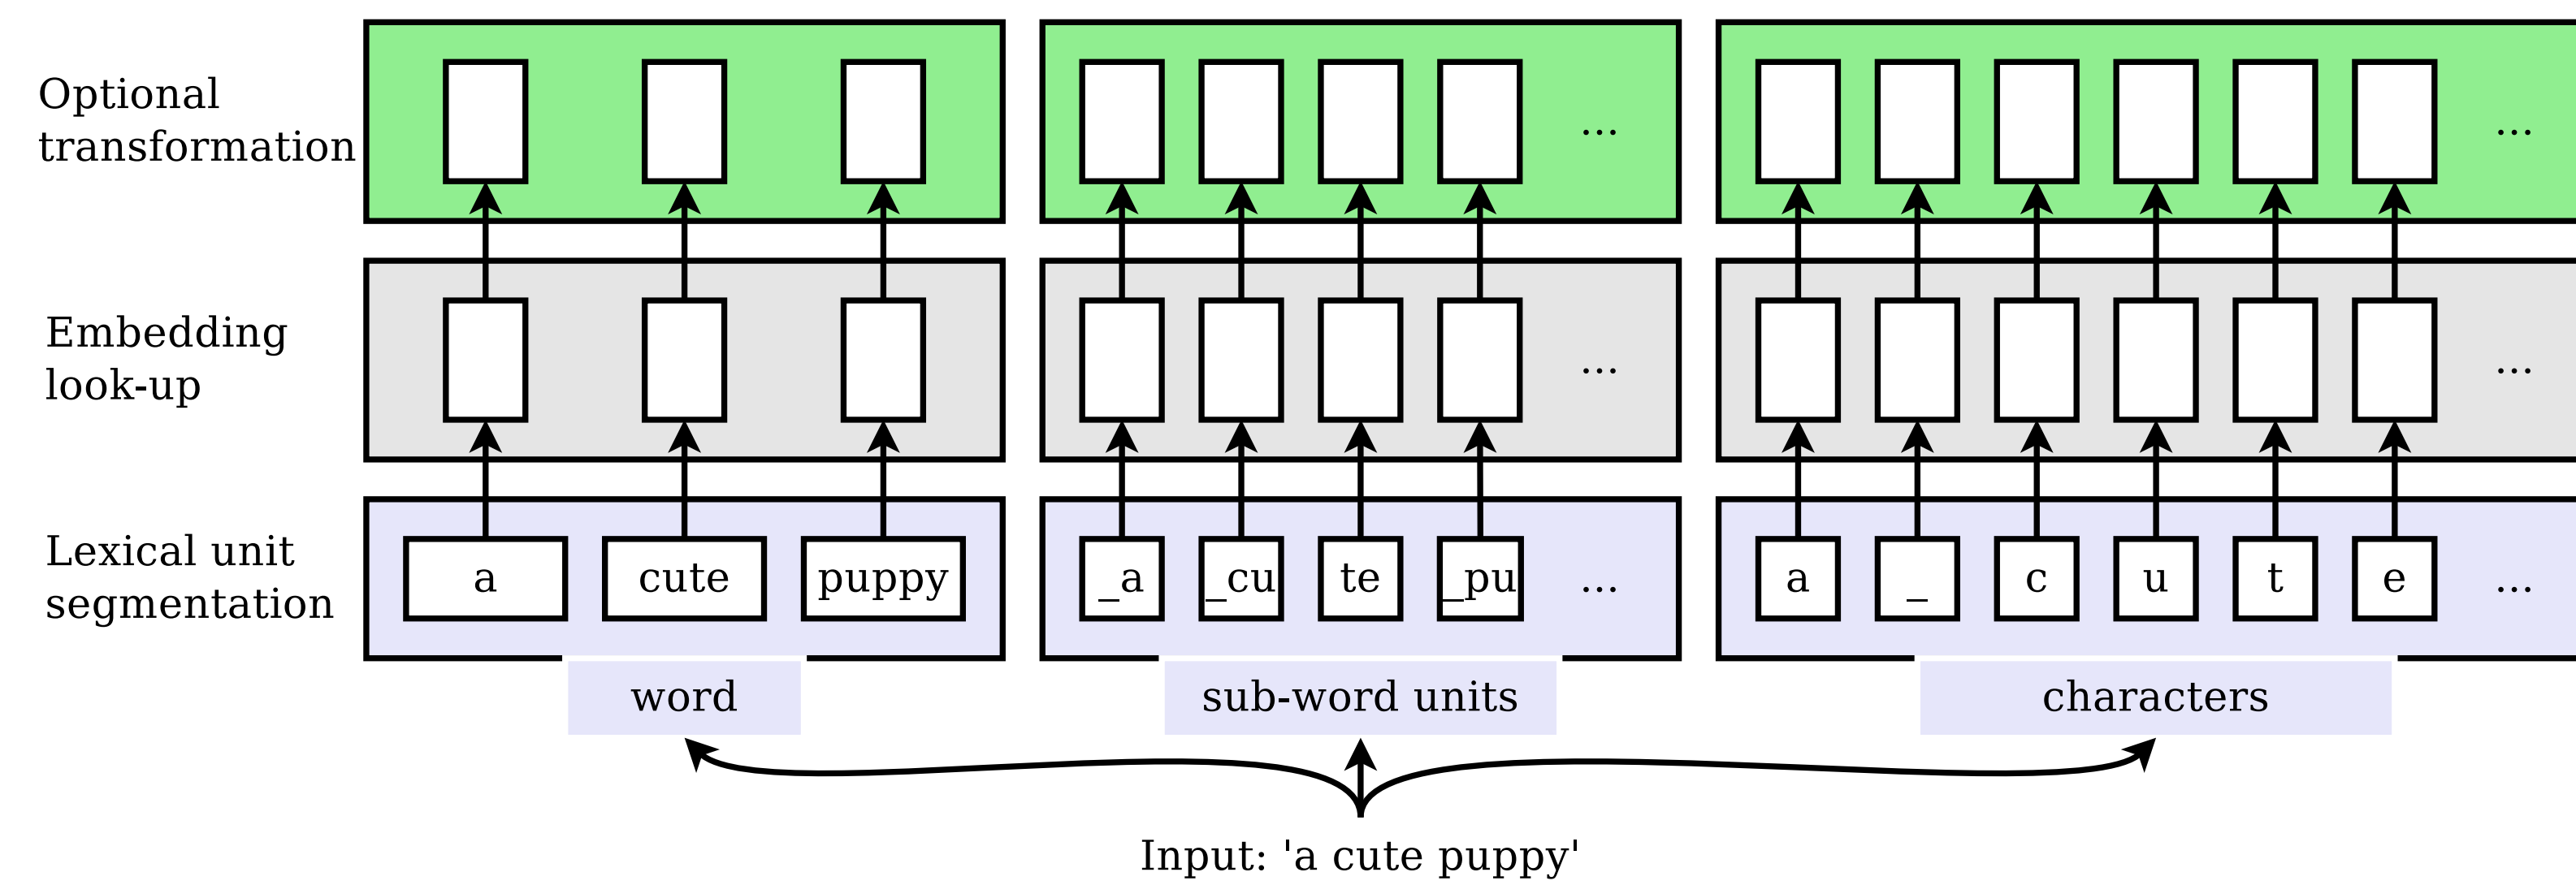 Optional
transformation
...
...
Embedding
look-up
...
...
Lexical unit
segmentation
a cute puppy
_a _cu te _pu ...
a _ c u t e ...
word
sub-word units
characters
Input: 'a cute puppy'